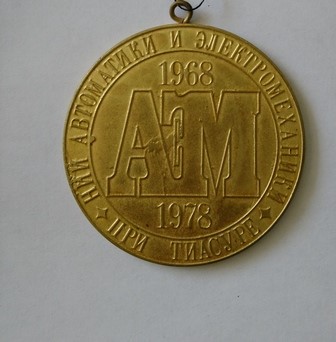 НИИ АВТОМАТИКИ И ЭЛЕКТРОМЕХАНИКИ
1968
АЭМ
1978
ПРИ ТИАСУРЕ